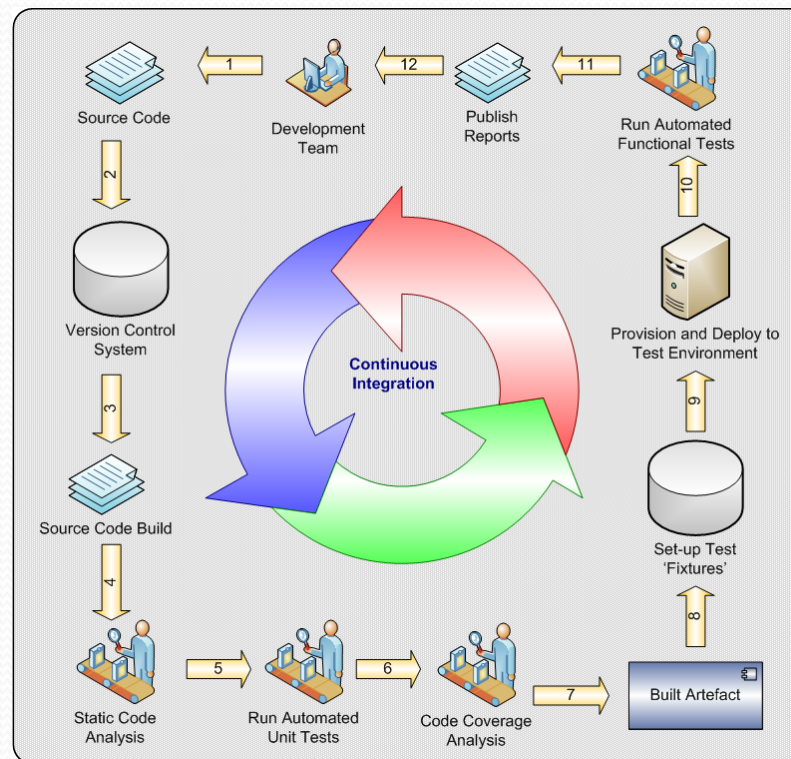 1
12
11
Source Code
Development
Team
Publish
Reports
Run Automated
Functional Tests
2
10
Version Control
System
Continuous
Integration
Provision and Deploy to
Test Environment
3
9
Source Code Build
Set-up Test
'Fixtures'
4
8
5
6
7
Built Artefact
Static Code
Analysis
Run Automated
Unit Tests
Code Coverage
Analysis